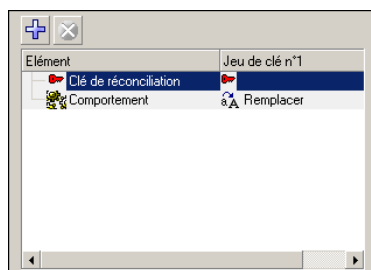 Elément Jeu de clé n°1
Clé de réconciliation
Comportement Remplacer